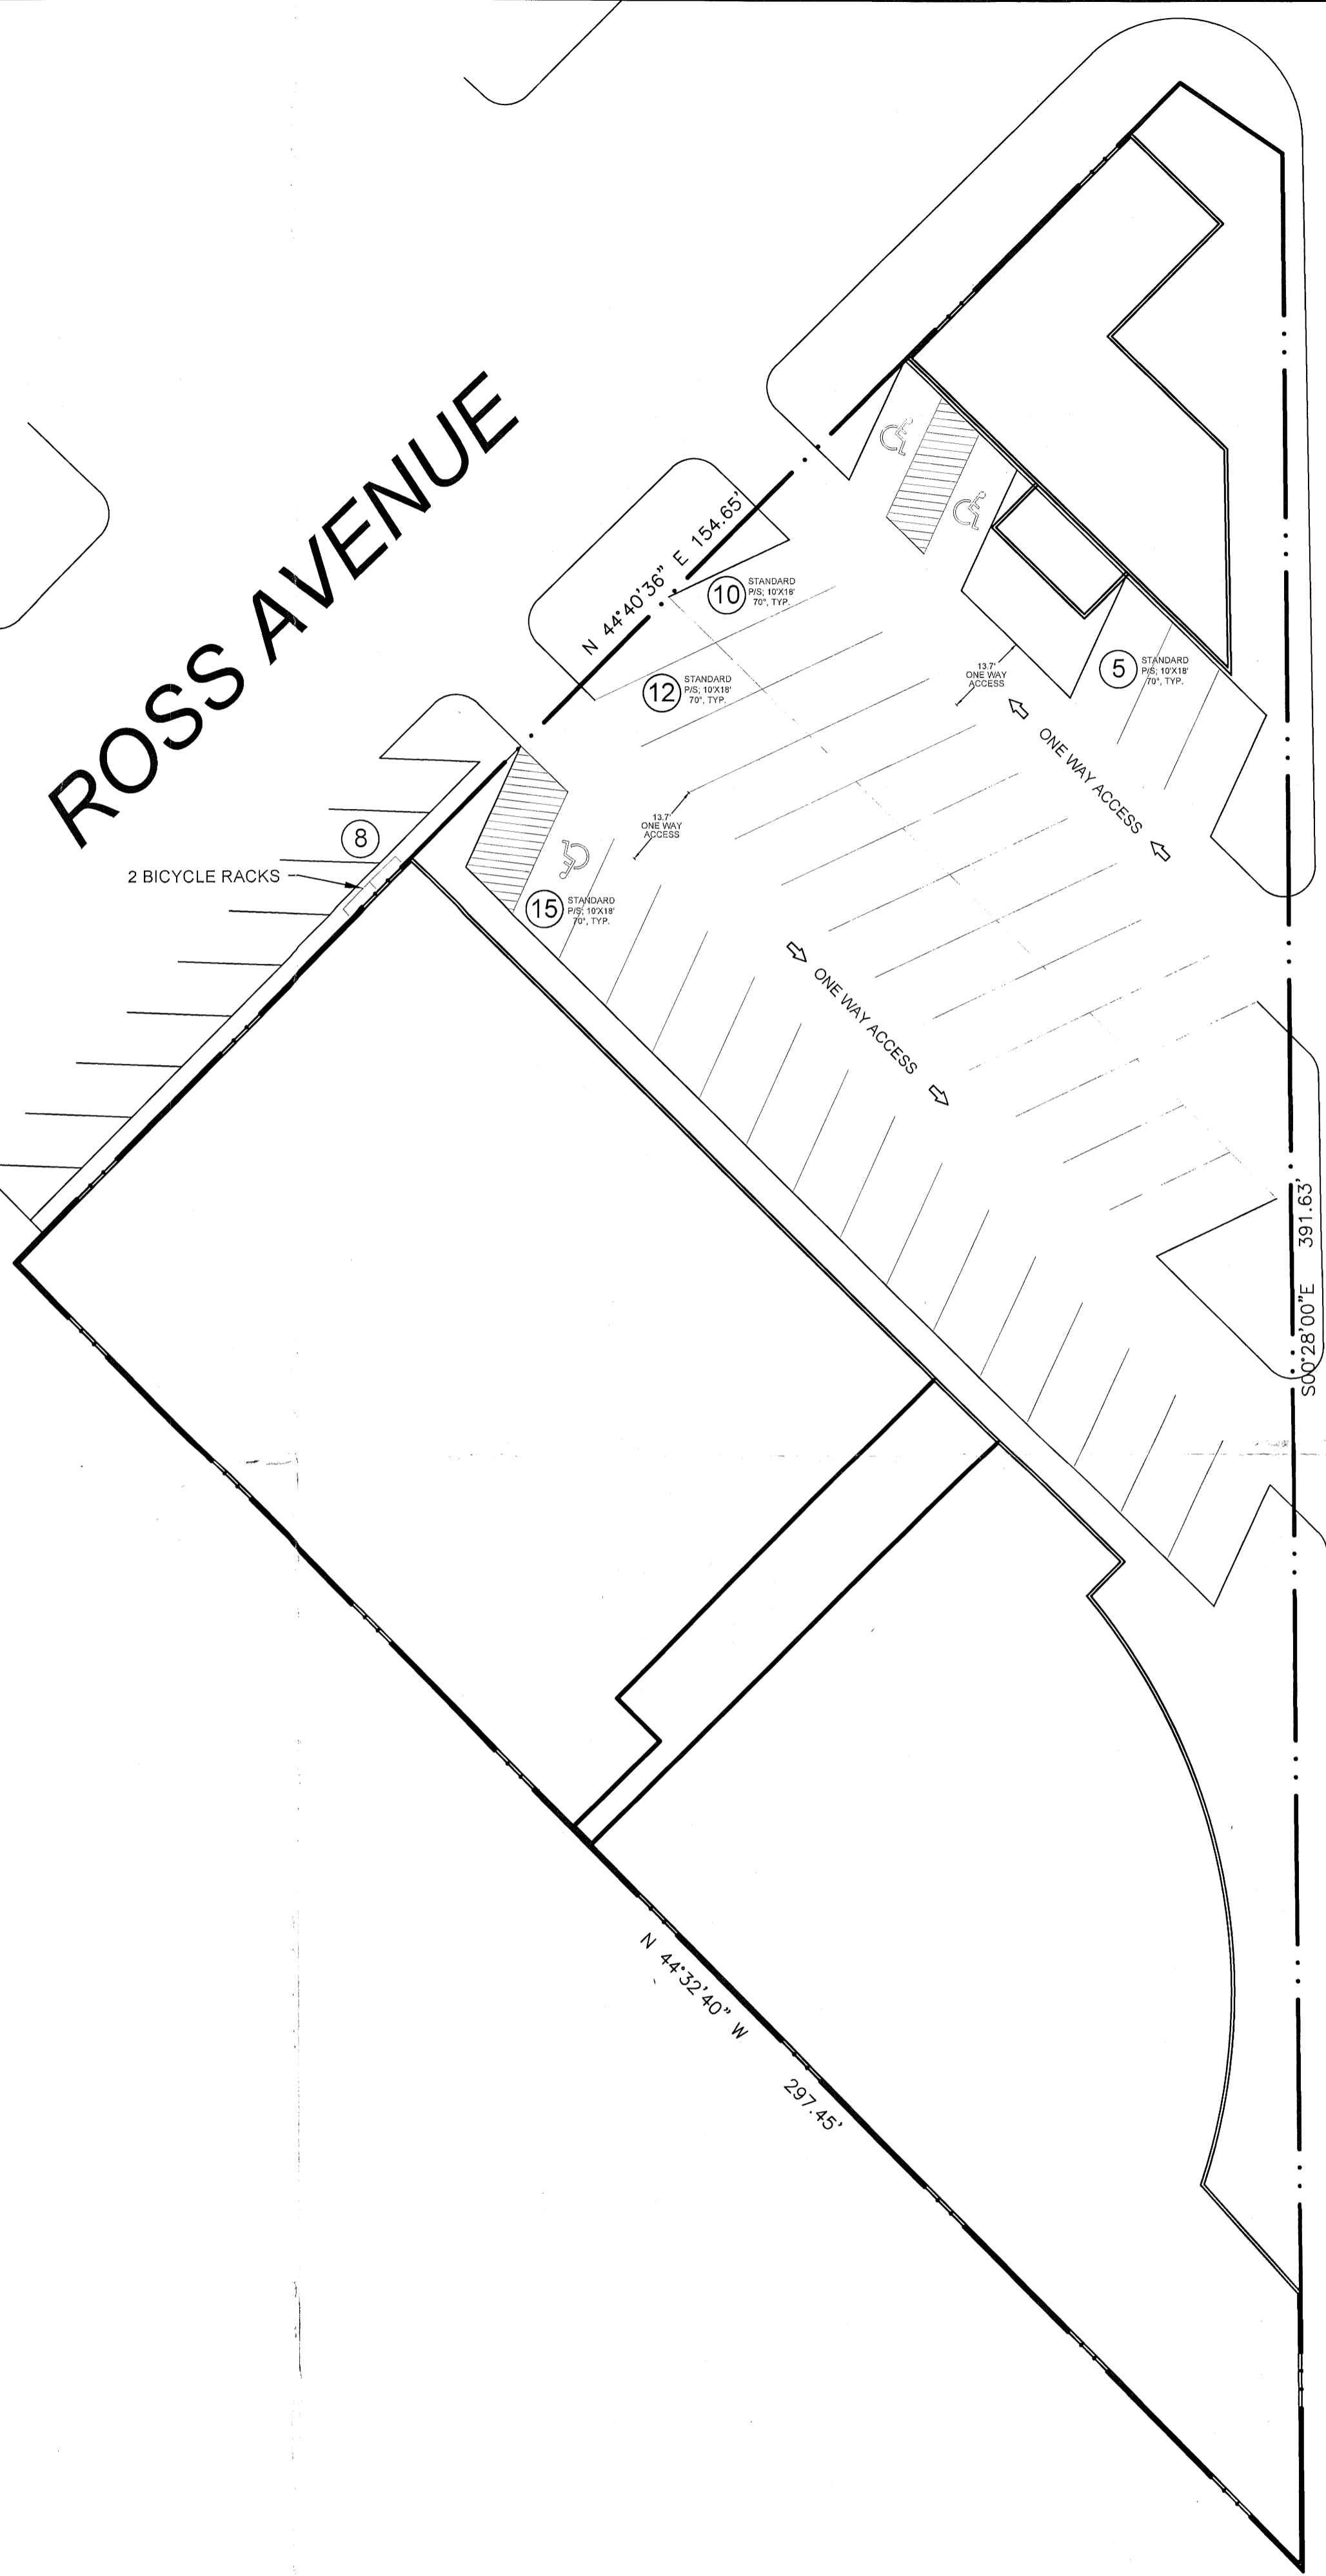 ROSS AVENUE
N 44°40'36" E 154.65'
10
STANDARD
P/S; 10'X18'
70°, TYP.
12
STANDARD
P/S; 10'X18'
70°, TYP.
13.7'
ONE WAY
ACCESS
5
STANDARD
P/S; 10'X18'
70°, TYP.
ONE WAY ACCESS
13.7'
ONE WAY
ACCESS
8
2 BICYCLE RACKS
15
STANDARD
P/S; 10'X18'
70°, TYP.
ONE WAY ACCESS
S00°28'00"E 391.63'
N 44°32'40" W 297.45'